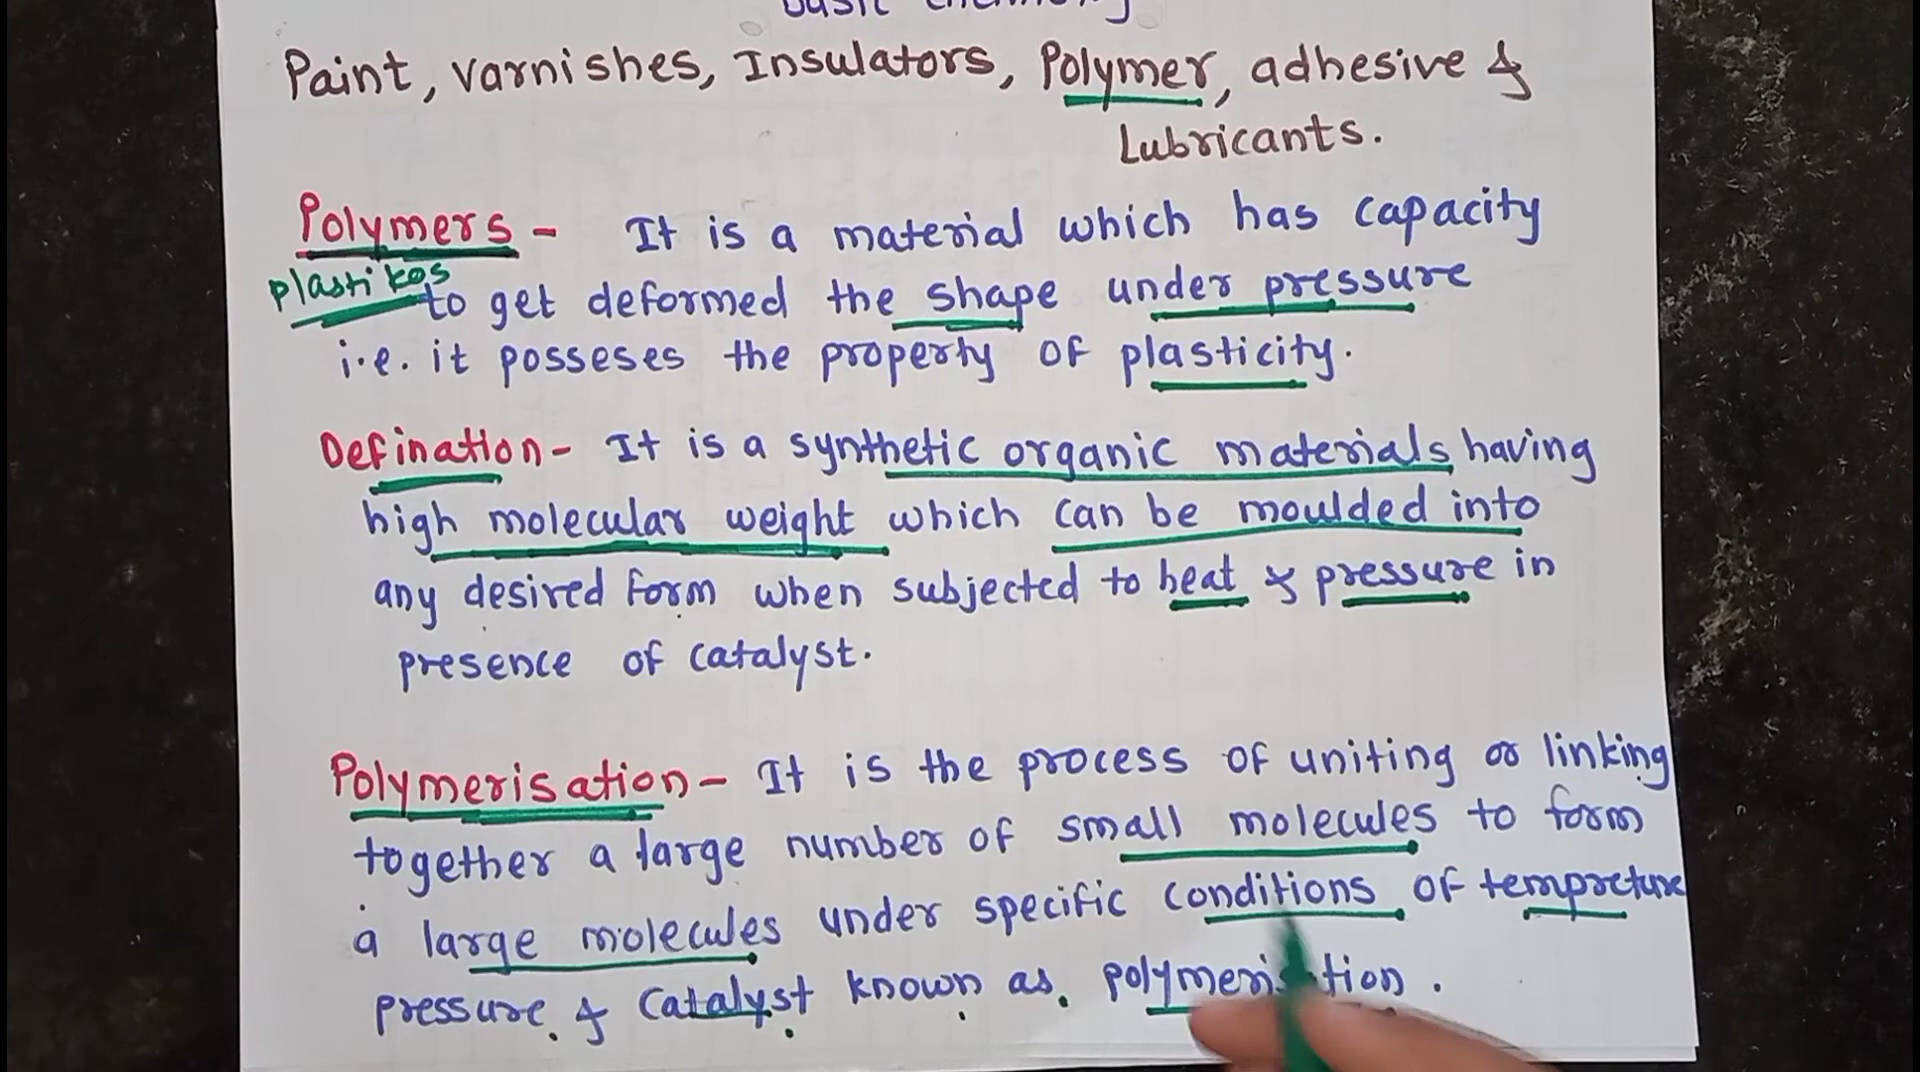 basic chemistry
Paint, varnishes, Insulators, Polymer, adhesive &
Lubricants.
Polymers - It is a material which has capacity
plastikos
to get deformed the shape under pressure
i.e. it posseses the property of plasticity.
Defination - It is a synthetic organic materials having
high molecular weight which can be moulded into
any desired form when subjected to heat & pressure in
presence of catalyst.
Polymerisation - It is the process of uniting or linking
together a large number of small molecules to form
a large molecules under specific conditions of tempreture
pressure & catalyst known as polymerisation.